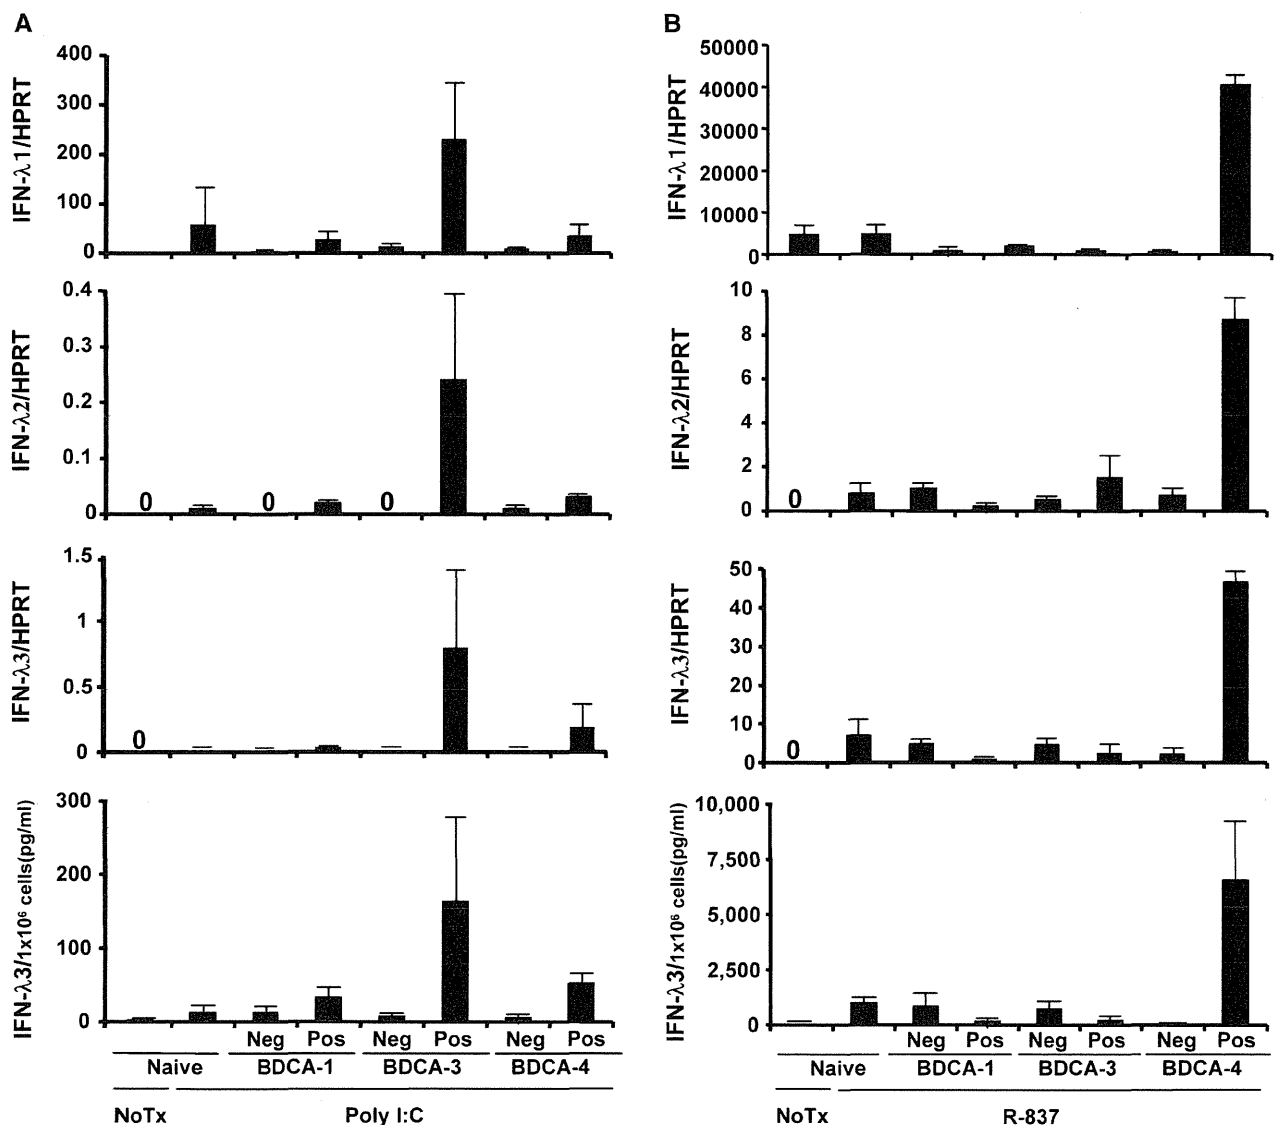 A
IFN-λ1/HPRT
400
300
200
100
0
IFN-λ2/HPRT
0.4
0.3
0.2
0.1
0
0
0
0
IFN-λ3/HPRT
1.5
1
0.5
0
0
IFN-λ3/1x10⁶ cells(pg/ml)
300
200
100
0
Neg Pos Neg Pos Neg Pos
Naive BDCA-1 BDCA-3 BDCA-4
NoTx Poly I:C
B
IFN-λ1/HPRT
50000
40000
30000
20000
10000
0
IFN-λ2/HPRT
10
8
6
4
2
0
0
IFN-λ3/HPRT
50
40
30
20
10
0
0
IFN-λ3/1x10⁶ cells(pg/ml)
10,000
7,500
5,000
2,500
0
Neg Pos Neg Pos Neg Pos
Naive BDCA-1 BDCA-3 BDCA-4
NoTx R-837